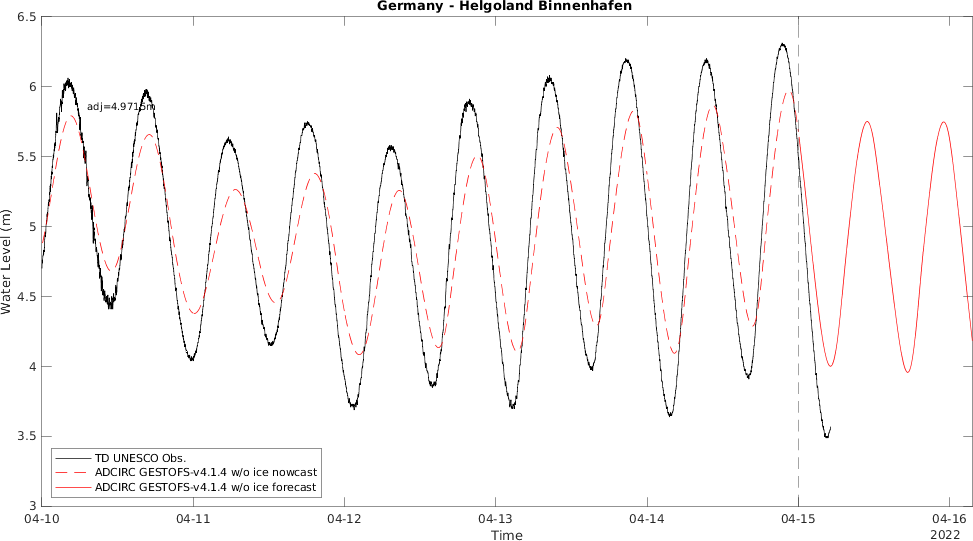 Germany - Helgoland Binnenhafen
6.5
6
5.5
5
4.5
4
3.5
3
Water Level (m)
adj=4.9715m
TD UNESCO Obs.
ADCIRC GESTOFS-v4.1.4 w/o ice nowcast
ADCIRC GESTOFS-v4.1.4 w/o ice forecast
04-10
04-11
04-12
04-13
04-14
04-15
04-16
Time
2022